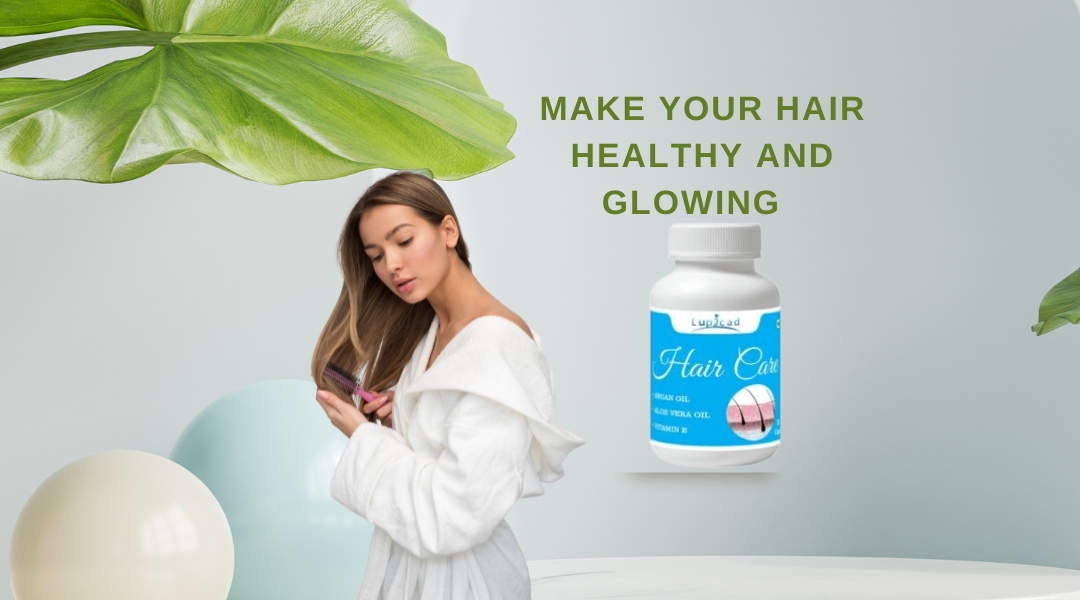 MAKE YOUR HAIR
HEALTHY AND
GLOWING
Lupicad
Hair Care
ARGAN OIL
ALOE VERA OIL
VITAMIN E